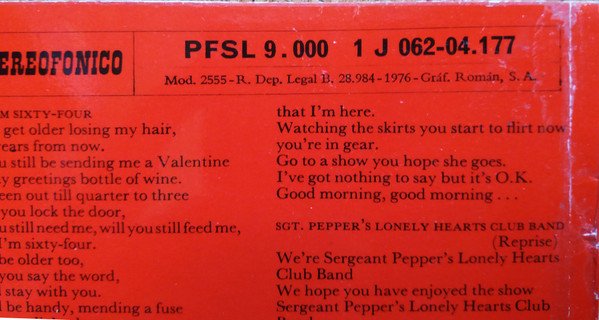 EREOFONICO
PFSL 9.000 1 J 062-04.177
Mod. 2555-R. Dep. Legal B. 28.984-1976-Gráf. Román, S. A.
SIXTY-FOUR
get older losing my hair,
from now.
still be sending me a Valentine
greetings bottle of wine.
out till quarter to three
you lock the door,
still need me, will you still feed me,
I'm sixty-four.
be older too,
you say the word,
stay with you.
be handy, mending a fuse
that I'm here.
Watching the skirts you start to flirt now
you're in gear.
Go to a show you hope she goes.
I've got nothing to say but it's O.K.
Good morning, good morning . . .
SGT. PEPPER'S LONELY HEARTS CLUB BAND
(Reprise)
We're Sergeant Pepper's Lonely Hearts
Club Band
We hope you have enjoyed the show
Sergeant Pepper's Lonely Hearts Club